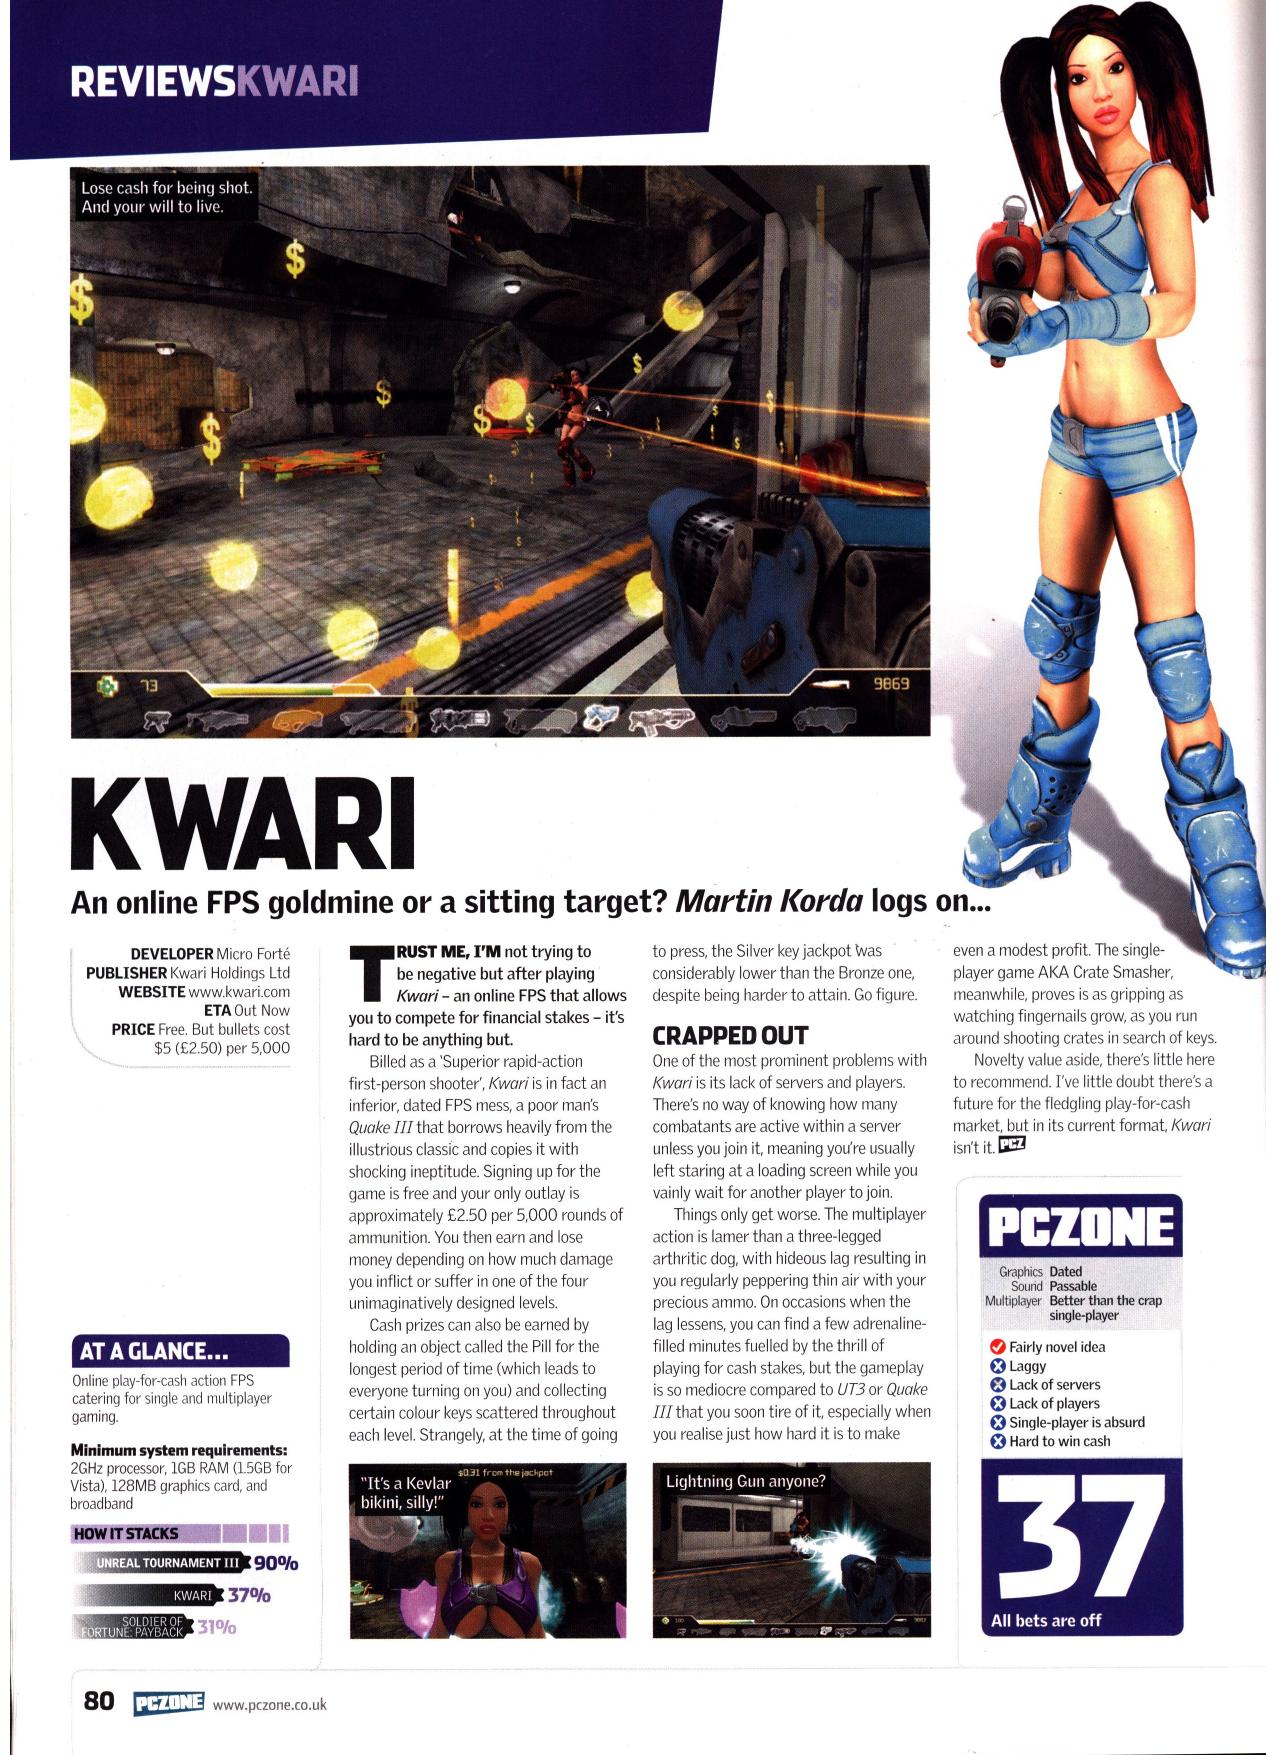 REVIEWSKWARI
Lose cash for being shot.
And your will to live.
$
$
$
$
$
$
$
73
9869
KWARI
An online FPS goldmine or a sitting target? Martin Korda logs on...
DEVELOPER Micro Forté
PUBLISHER Kwari Holdings Ltd
WEBSITE www.kwari.com
ETA Out Now
PRICE Free. But bullets cost
$5 (£2.50) per 5,000
AT A GLANCE...
Online play-for-cash action FPS
catering for single and multiplayer
gaming.
Minimum system requirements:
2GHz processor, 1GB RAM (1.5GB for
Vista), 128MB graphics card, and
broadband
HOW IT STACKS
UNREAL TOURNAMENT III 90%
KWARI 37%
SOLDIER OF
FORTUNE: PAYBACK 31%
TRUST ME, I'M not trying to
be negative but after playing
Kwari – an online FPS that allows
you to compete for financial stakes – it's
hard to be anything but.
Billed as a 'Superior rapid-action
first-person shooter', Kwari is in fact an
inferior, dated FPS mess, a poor man's
Quake III that borrows heavily from the
illustrious classic and copies it with
shocking ineptitude. Signing up for the
game is free and your only outlay is
approximately £2.50 per 5,000 rounds of
ammunition. You then earn and lose
money depending on how much damage
you inflict or suffer in one of the four
unimaginatively designed levels.
Cash prizes can also be earned by
holding an object called the Pill for the
longest period of time (which leads to
everyone turning on you) and collecting
certain colour keys scattered throughout
each level. Strangely, at the time of going
to press, the Silver key jackpot was
considerably lower than the Bronze one,
despite being harder to attain. Go figure.
CRAPPED OUT
One of the most prominent problems with
Kwari is its lack of servers and players.
There's no way of knowing how many
combatants are active within a server
unless you join it, meaning you're usually
left staring at a loading screen while you
vainly wait for another player to join.
Things only get worse. The multiplayer
action is lamer than a three-legged
arthritic dog, with hideous lag resulting in
you regularly peppering thin air with your
precious ammo. On occasions when the
lag lessens, you can find a few adrenaline-
filled minutes fuelled by the thrill of
playing for cash stakes, but the gameplay
is so mediocre compared to UT3 or Quake
III that you soon tire of it, especially when
you realise just how hard it is to make
even a modest profit. The single-
player game AKA Crate Smasher,
meanwhile, proves is as gripping as
watching fingernails grow, as you run
around shooting crates in search of keys.
Novelty value aside, there's little here
to recommend. I've little doubt there's a
future for the fledgling play-for-cash
market, but in its current format, Kwari
isn't it. PCZ
"It's a Kevlar
bikini, silly!"
$0.31 from the jackpot
Lightning Gun anyone?
100
PCZONE
Graphics Dated
Sound Passable
Multiplayer Better than the crap
single-player
Fairly novel idea
Laggy
Lack of servers
Lack of players
Single-player is absurd
Hard to win cash
37
All bets are off
80 PCZONE www.pczone.co.uk